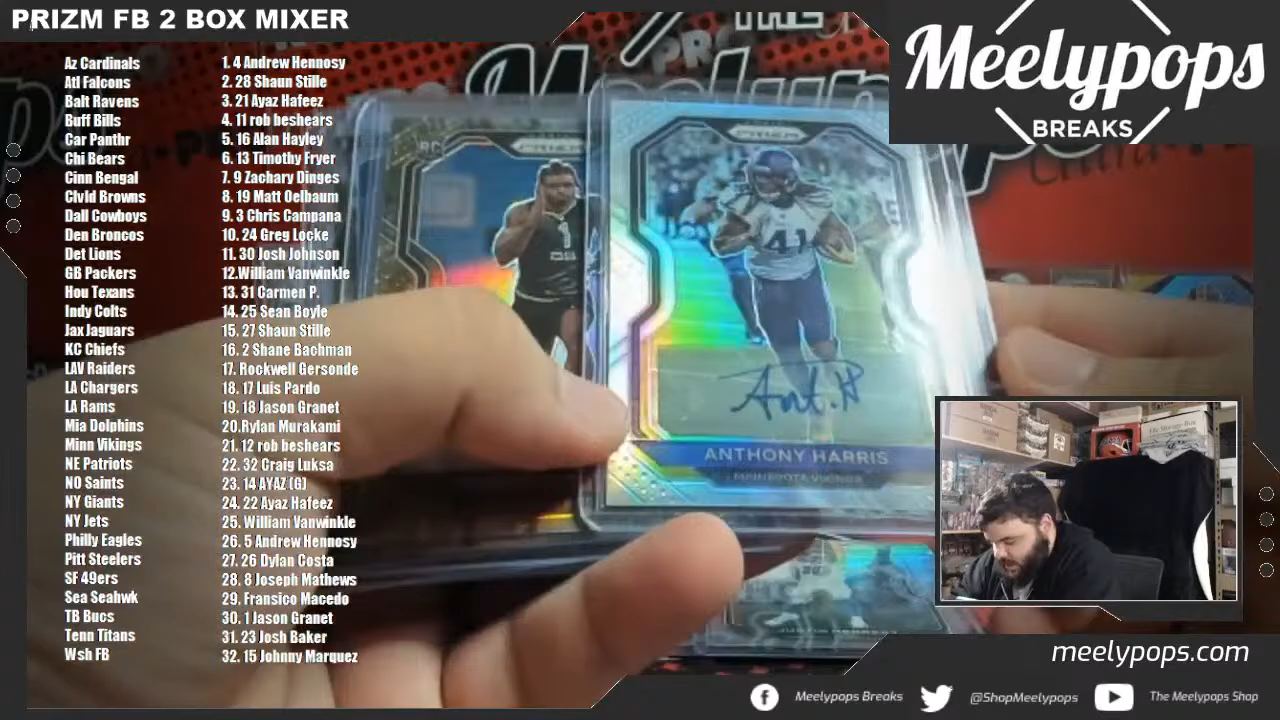 PRIZM FB 2 BOX MIXER
Meelypops
BREAKS
Az Cardinals 1. 4 Andrew Hennosy
Atl Falcons 2. 28 Shaun Stille
Balt Ravens 3. 21 Ayaz Hafeez
Buff Bills 4. 11 rob beshears
Car Panthr 5. 16 Alan Hayley
Chi Bears 6. 13 Timothy Fryer
Cinn Bengal 7. 9 Zachary Dinges
Clvld Browns 8. 19 Matt Oelbaum
Dall Cowboys 9. 3 Chris Campana
Den Broncos 10. 24 Greg Locke
Det Lions 11. 30 Josh Johnson
GB Packers 12.William Vanwinkle
Hou Texans 13. 31 Carmen P.
Indy Colts 14. 25 Sean Boyle
Jax Jaguars 15. 27 Shaun Stille
KC Chiefs 16. 2 Shane Bachman
LAV Raiders 17. Rockwell Gersonde
LA Chargers 18. 17 Luis Pardo
LA Rams 19. 18 Jason Granet
Mia Dolphins 20.Rylan Murakami
Minn Vikings 21. 12 rob beshears
NE Patriots 22. 32 Craig Luksa
NO Saints 23. 14 AYAZ (G)
NY Giants 24. 22 Ayaz Hafeez
NY Jets 25. William Vanwinkle
Philly Eagles 26. 5 Andrew Hennosy
Pitt Steelers 27. 26 Dylan Costa
SF 49ers 28. 8 Joseph Mathews
Sea Seahwk 29. Fransico Macedo
TB Bucs 30. 1 Jason Granet
Tenn Titans 31. 23 Josh Baker
Wsh FB 32. 15 Johnny Marquez
RC
PRIZM
41
ANTHONY HARRIS
MINNESOTA VIKINGS
meelypops.com
Meelypops Breaks
@ShopMeelypops
The Meelypops Shop